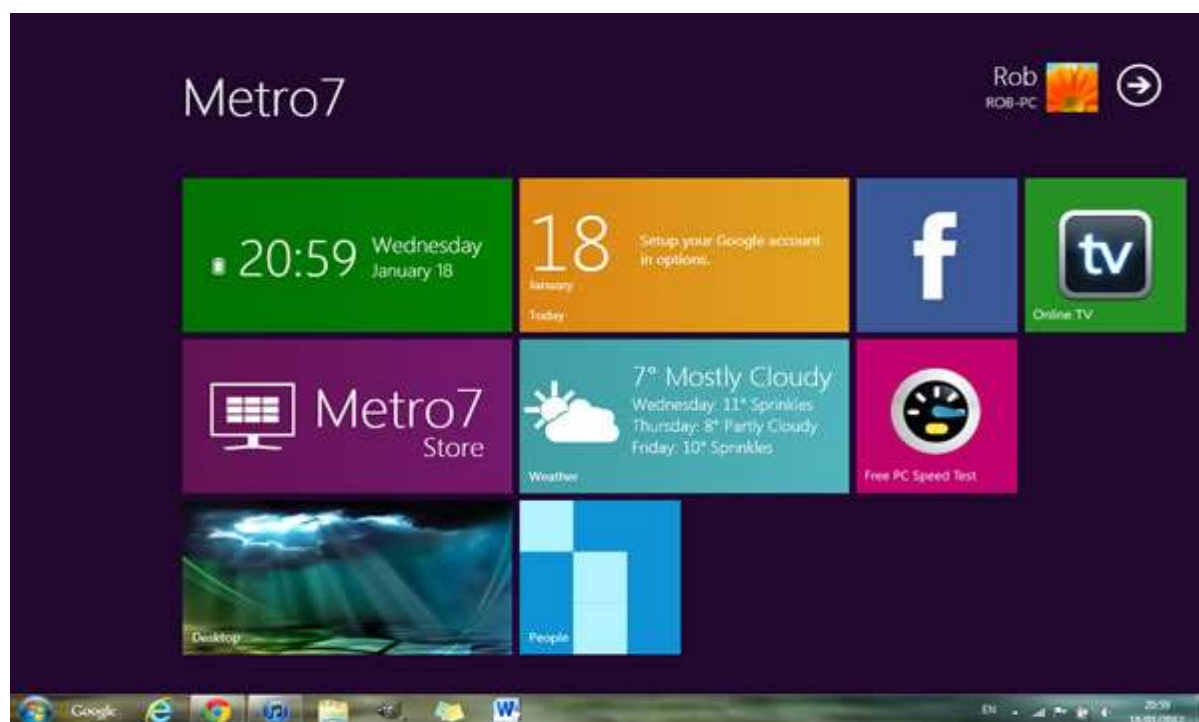 Metro7
Rob
ROB-PC
20:59 Wednesday
January 18
18
January
Today
Setup your Google account
in options.
f
tv
Online TV
Metro7
Store
7° Mostly Cloudy
Wednesday: 11° Sprinkles
Thursday: 8° Partly Cloudy
Friday: 10° Sprinkles
Weather
Free PC Speed Test
Desktop
People
Google
W
EN
20:59